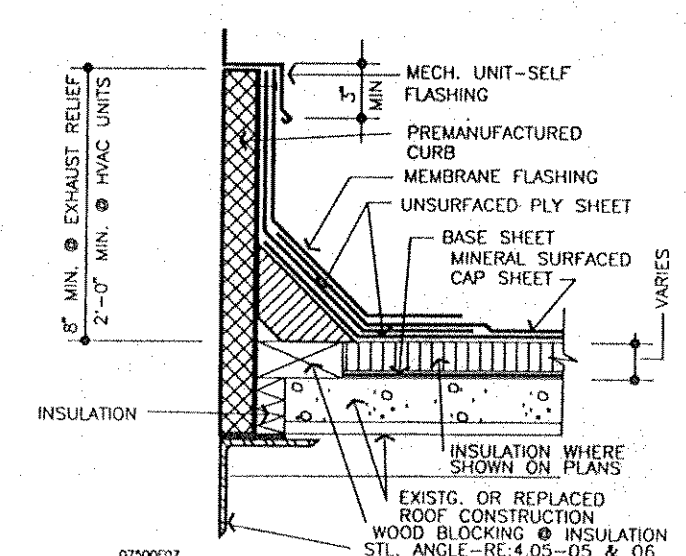 8" MIN. @ EXHAUST RELIEF
2'-0" MIN. @ HVAC UNITS
3"
MIN
MECH. UNIT-SELF
FLASHING
PREMANUFACTURED
CURB
MEMBRANE FLASHING
UNSURFACED PLY SHEET
BASE SHEET
MINERAL SURFACED
CAP SHEET
VARIES
INSULATION
INSULATION WHERE
SHOWN ON PLANS
EXISTG. OR REPLACED
ROOF CONSTRUCTION
WOOD BLOCKING @ INSULATION
STL. ANGLE-RE:4.05-05 & .06
07500E07